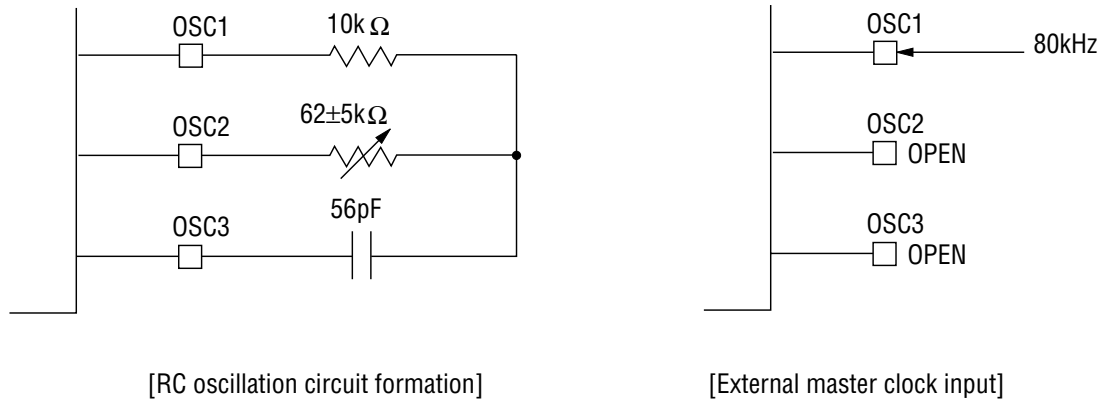 OSC1
10k Ω
OSC2
62±5kΩ
OSC3
56pF
[RC oscillation circuit formation]
OSC1
80kHz
OSC2
OPEN
OSC3
OPEN
[External master clock input]